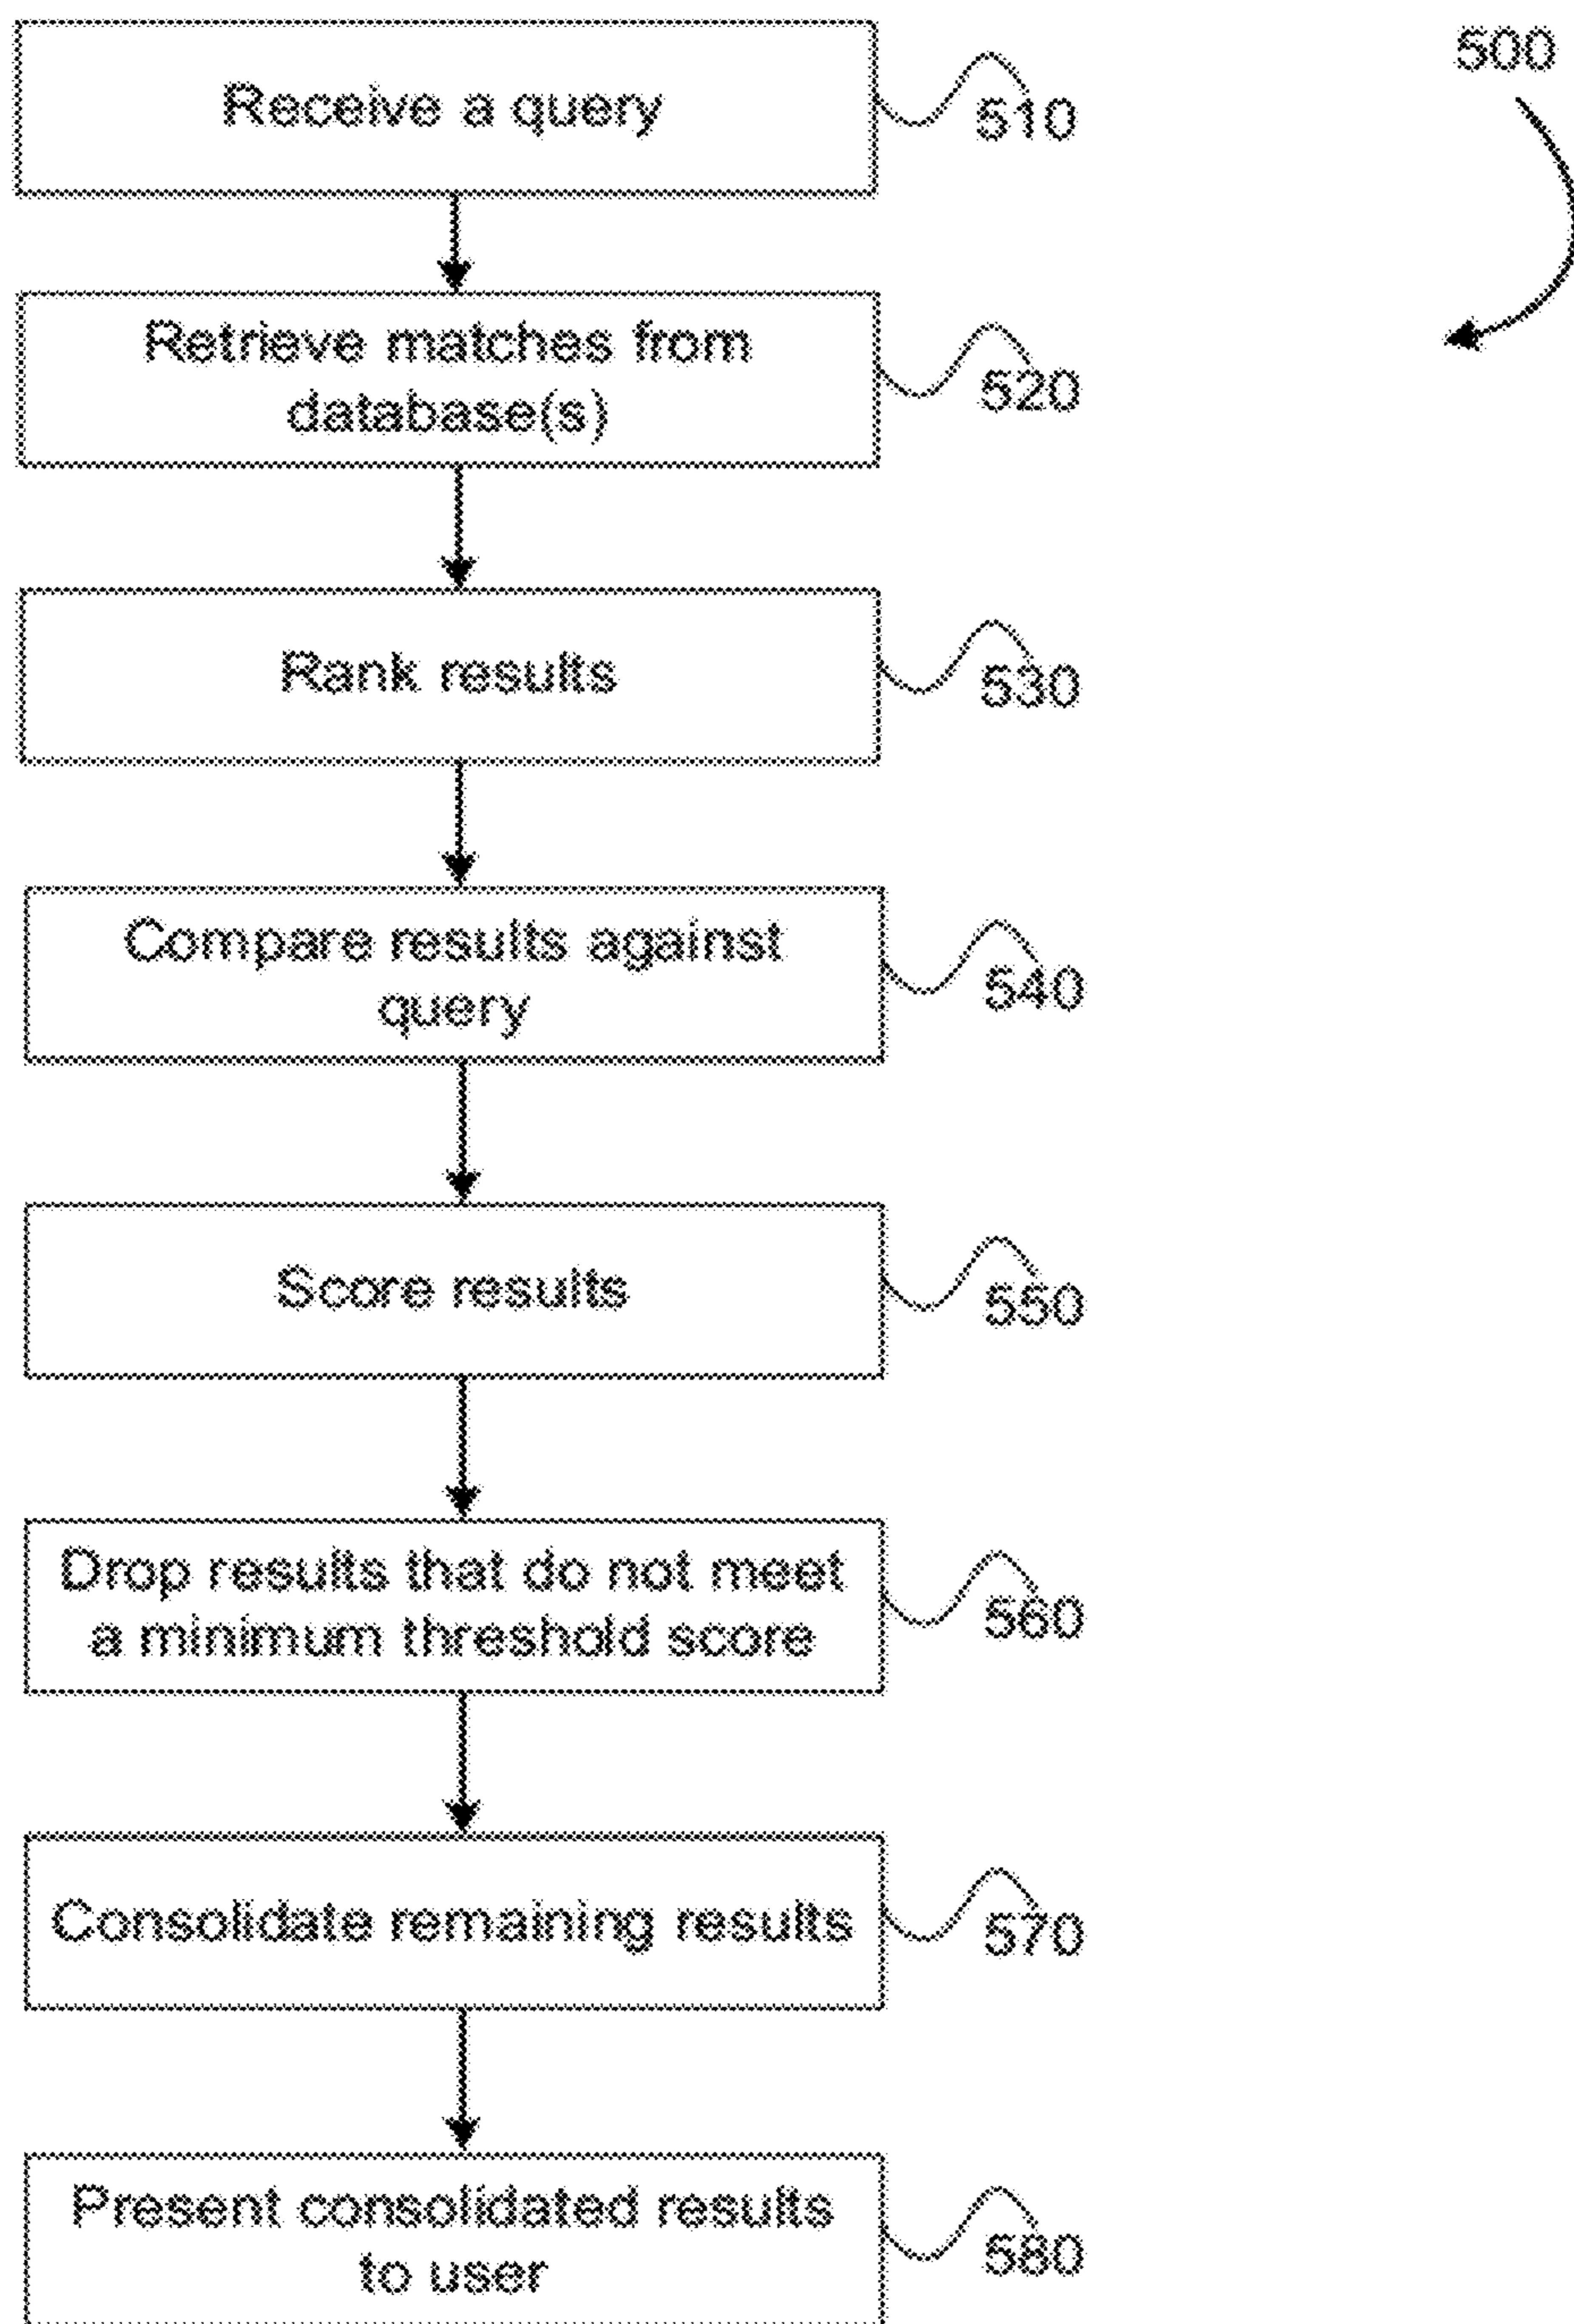 500
Receive a query
510
Retrieve matches from
database(s)
520
Rank results
530
Compare results against
query
540
Score results
550
Drop results that do not meet
a minimum threshold score
560
Consolidate remaining results
570
Present consolidated results
to user
580